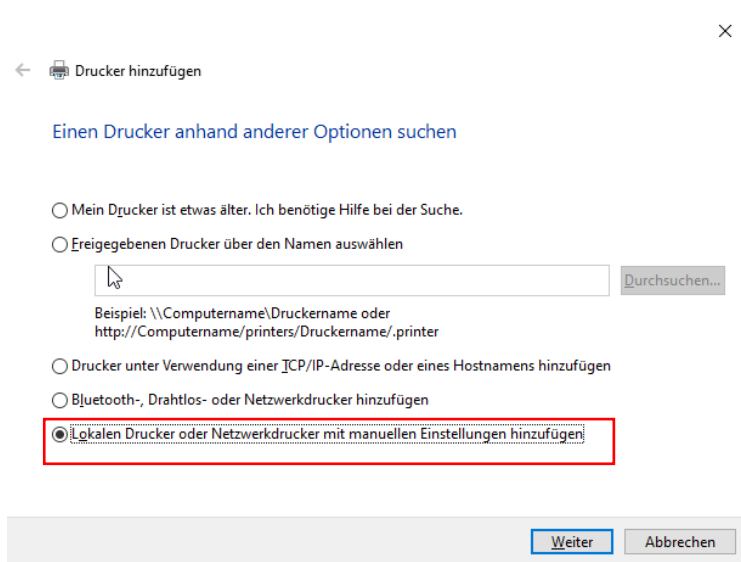 Drucker hinzufügen
Einen Drucker anhand anderer Optionen suchen
Mein Drucker ist etwas älter. Ich benötige Hilfe bei der Suche.
Freigegebenen Drucker über den Namen auswählen
Durchsuchen...
Beispiel: \\Computername\Druckername oder
http://Computername/printers/Druckername/.printer
Drucker unter Verwendung einer TCP/IP-Adresse oder eines Hostnamens hinzufügen
Bluetooth-, Drahtlos- oder Netzwerkdrucker hinzufügen
Lokalen Drucker oder Netzwerkdrucker mit manuellen Einstellungen hinzufügen
Weiter Abbrechen